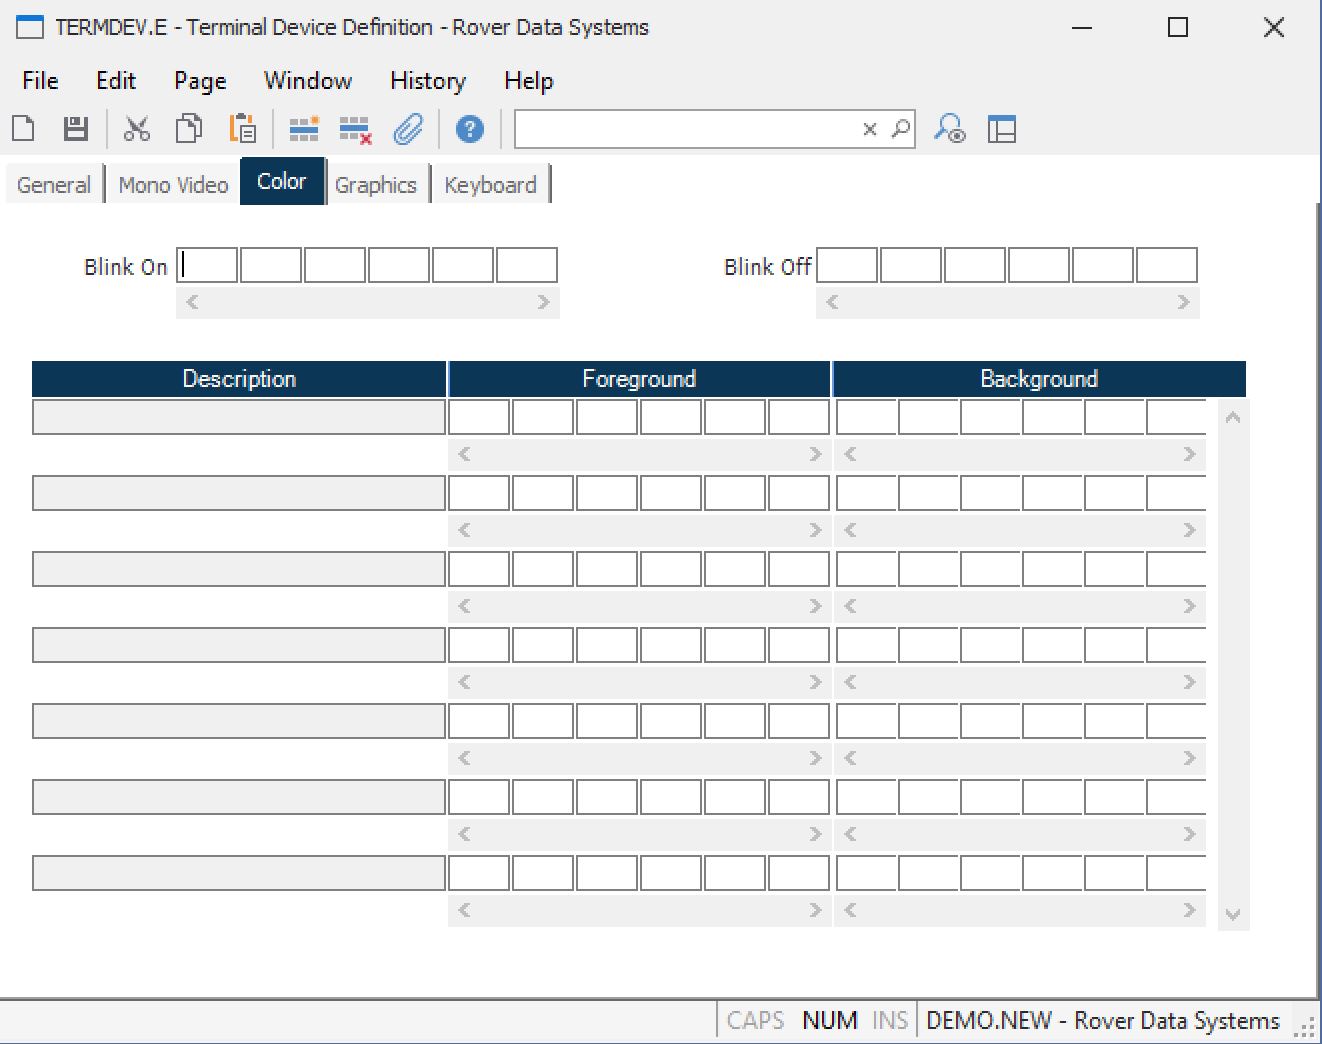 TERMDEV.E - Terminal Device Definition - Rover Data Systems
File Edit Page Window History Help
General Mono Video Color Graphics Keyboard
Blink On Blink Off
Description Foreground Background
CAPS NUM INS DEMO.NEW - Rover Data Systems